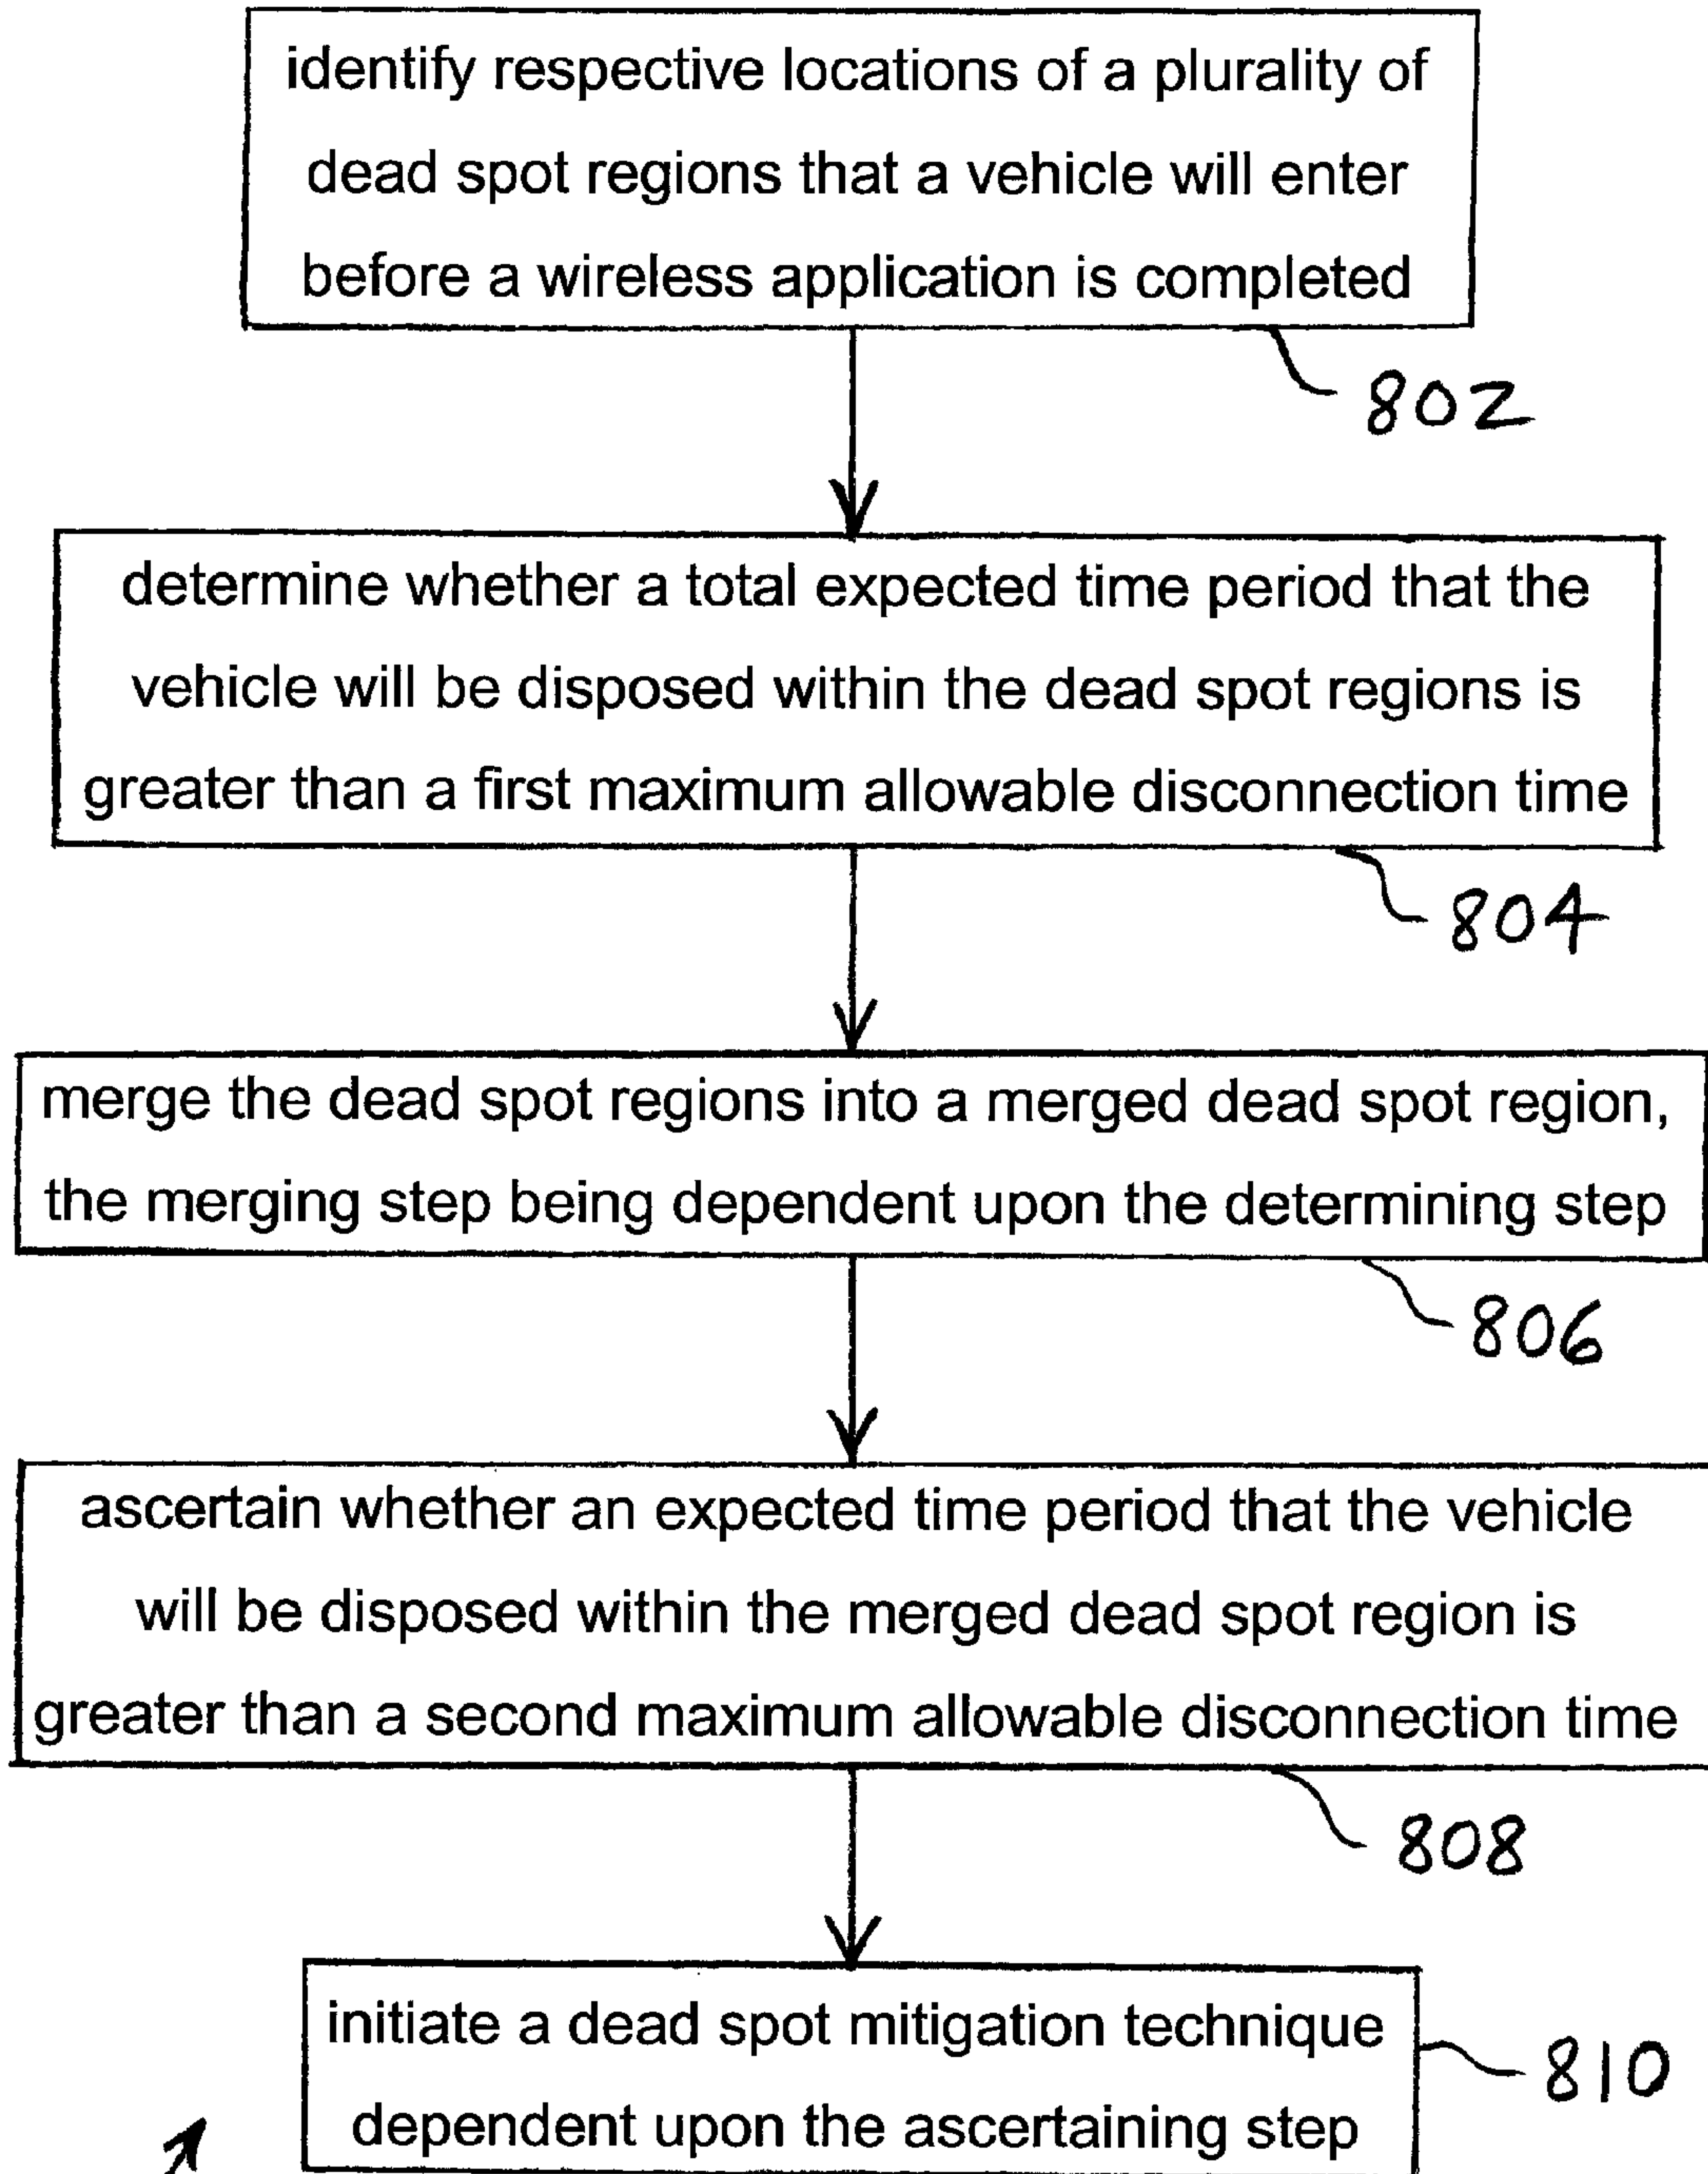 identify respective locations of a plurality of
dead spot regions that a vehicle will enter
before a wireless application is completed
802
determine whether a total expected time period that the
vehicle will be disposed within the dead spot regions is
greater than a first maximum allowable disconnection time
804
merge the dead spot regions into a merged dead spot region,
the merging step being dependent upon the determining step
806
ascertain whether an expected time period that the vehicle
will be disposed within the merged dead spot region is
greater than a second maximum allowable disconnection time
808
initiate a dead spot mitigation technique
810
dependent upon the ascertaining step